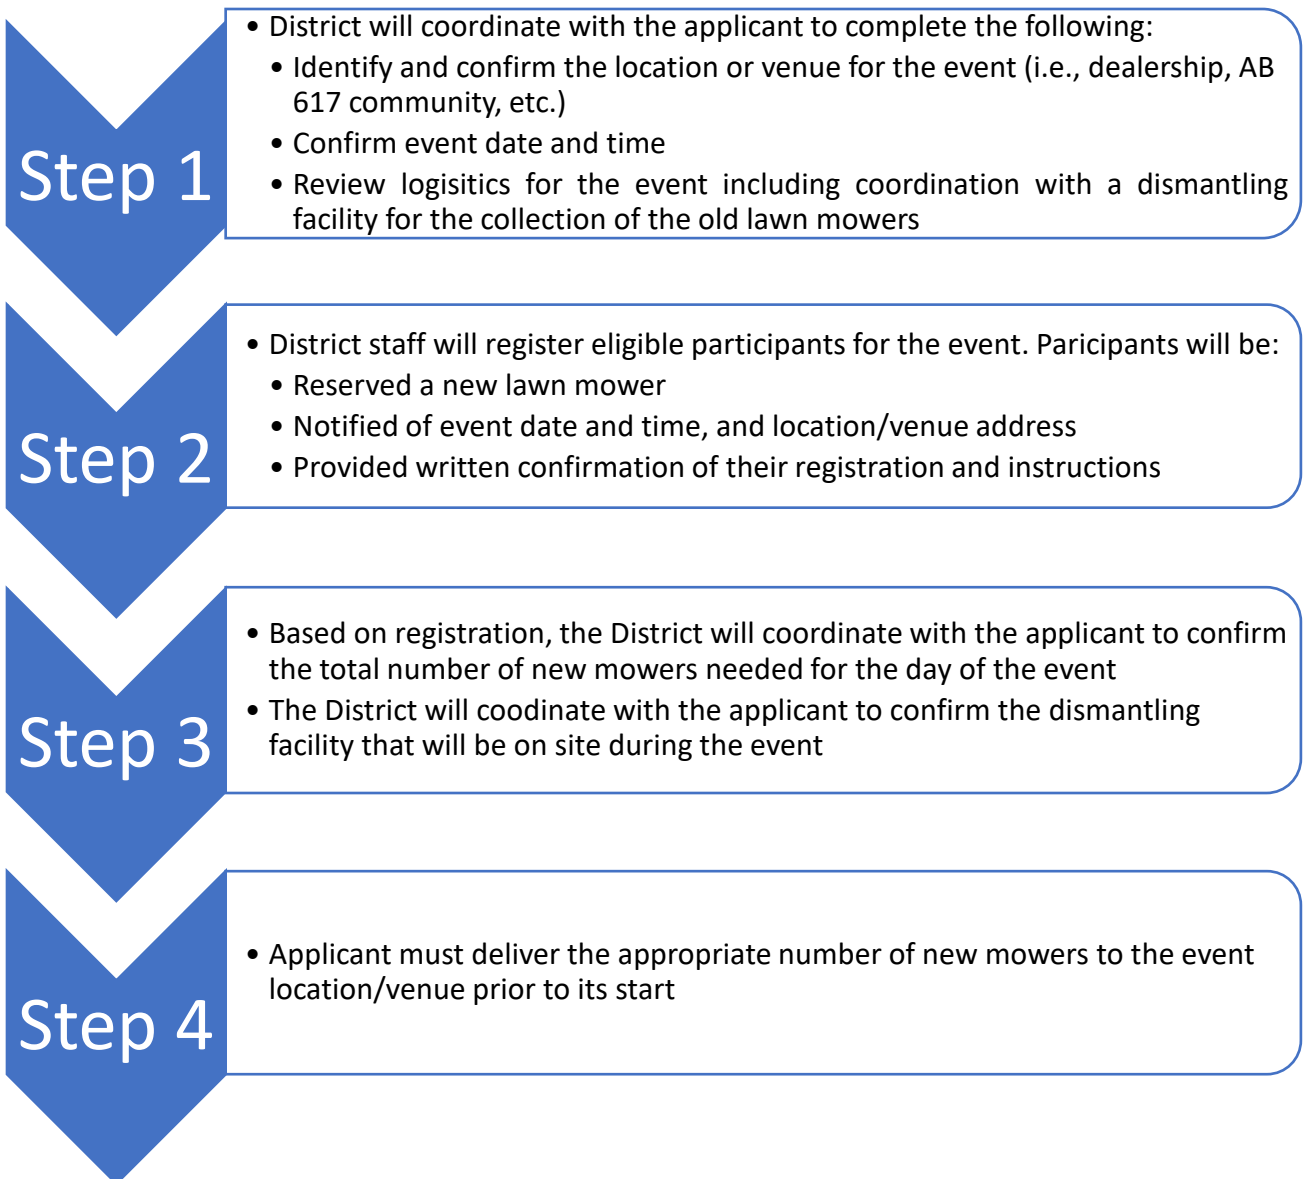 Step 1
• District will coordinate with the applicant to complete the following:
• Identify and confirm the location or venue for the event (i.e., dealership, AB
617 community, etc.)
• Confirm event date and time
• Review logisitics for the event including coordination with a dismantling
facility for the collection of the old lawn mowers
Step 2
• District staff will register eligible participants for the event. Paricipants will be:
• Reserved a new lawn mower
• Notified of event date and time, and location/venue address
• Provided written confirmation of their registration and instructions
Step 3
• Based on registration, the District will coordinate with the applicant to confirm
the total number of new mowers needed for the day of the event
• The District will coodinate with the applicant to confirm the dismantling
facility that will be on site during the event
Step 4
• Applicant must deliver the appropriate number of new mowers to the event
location/venue prior to its start